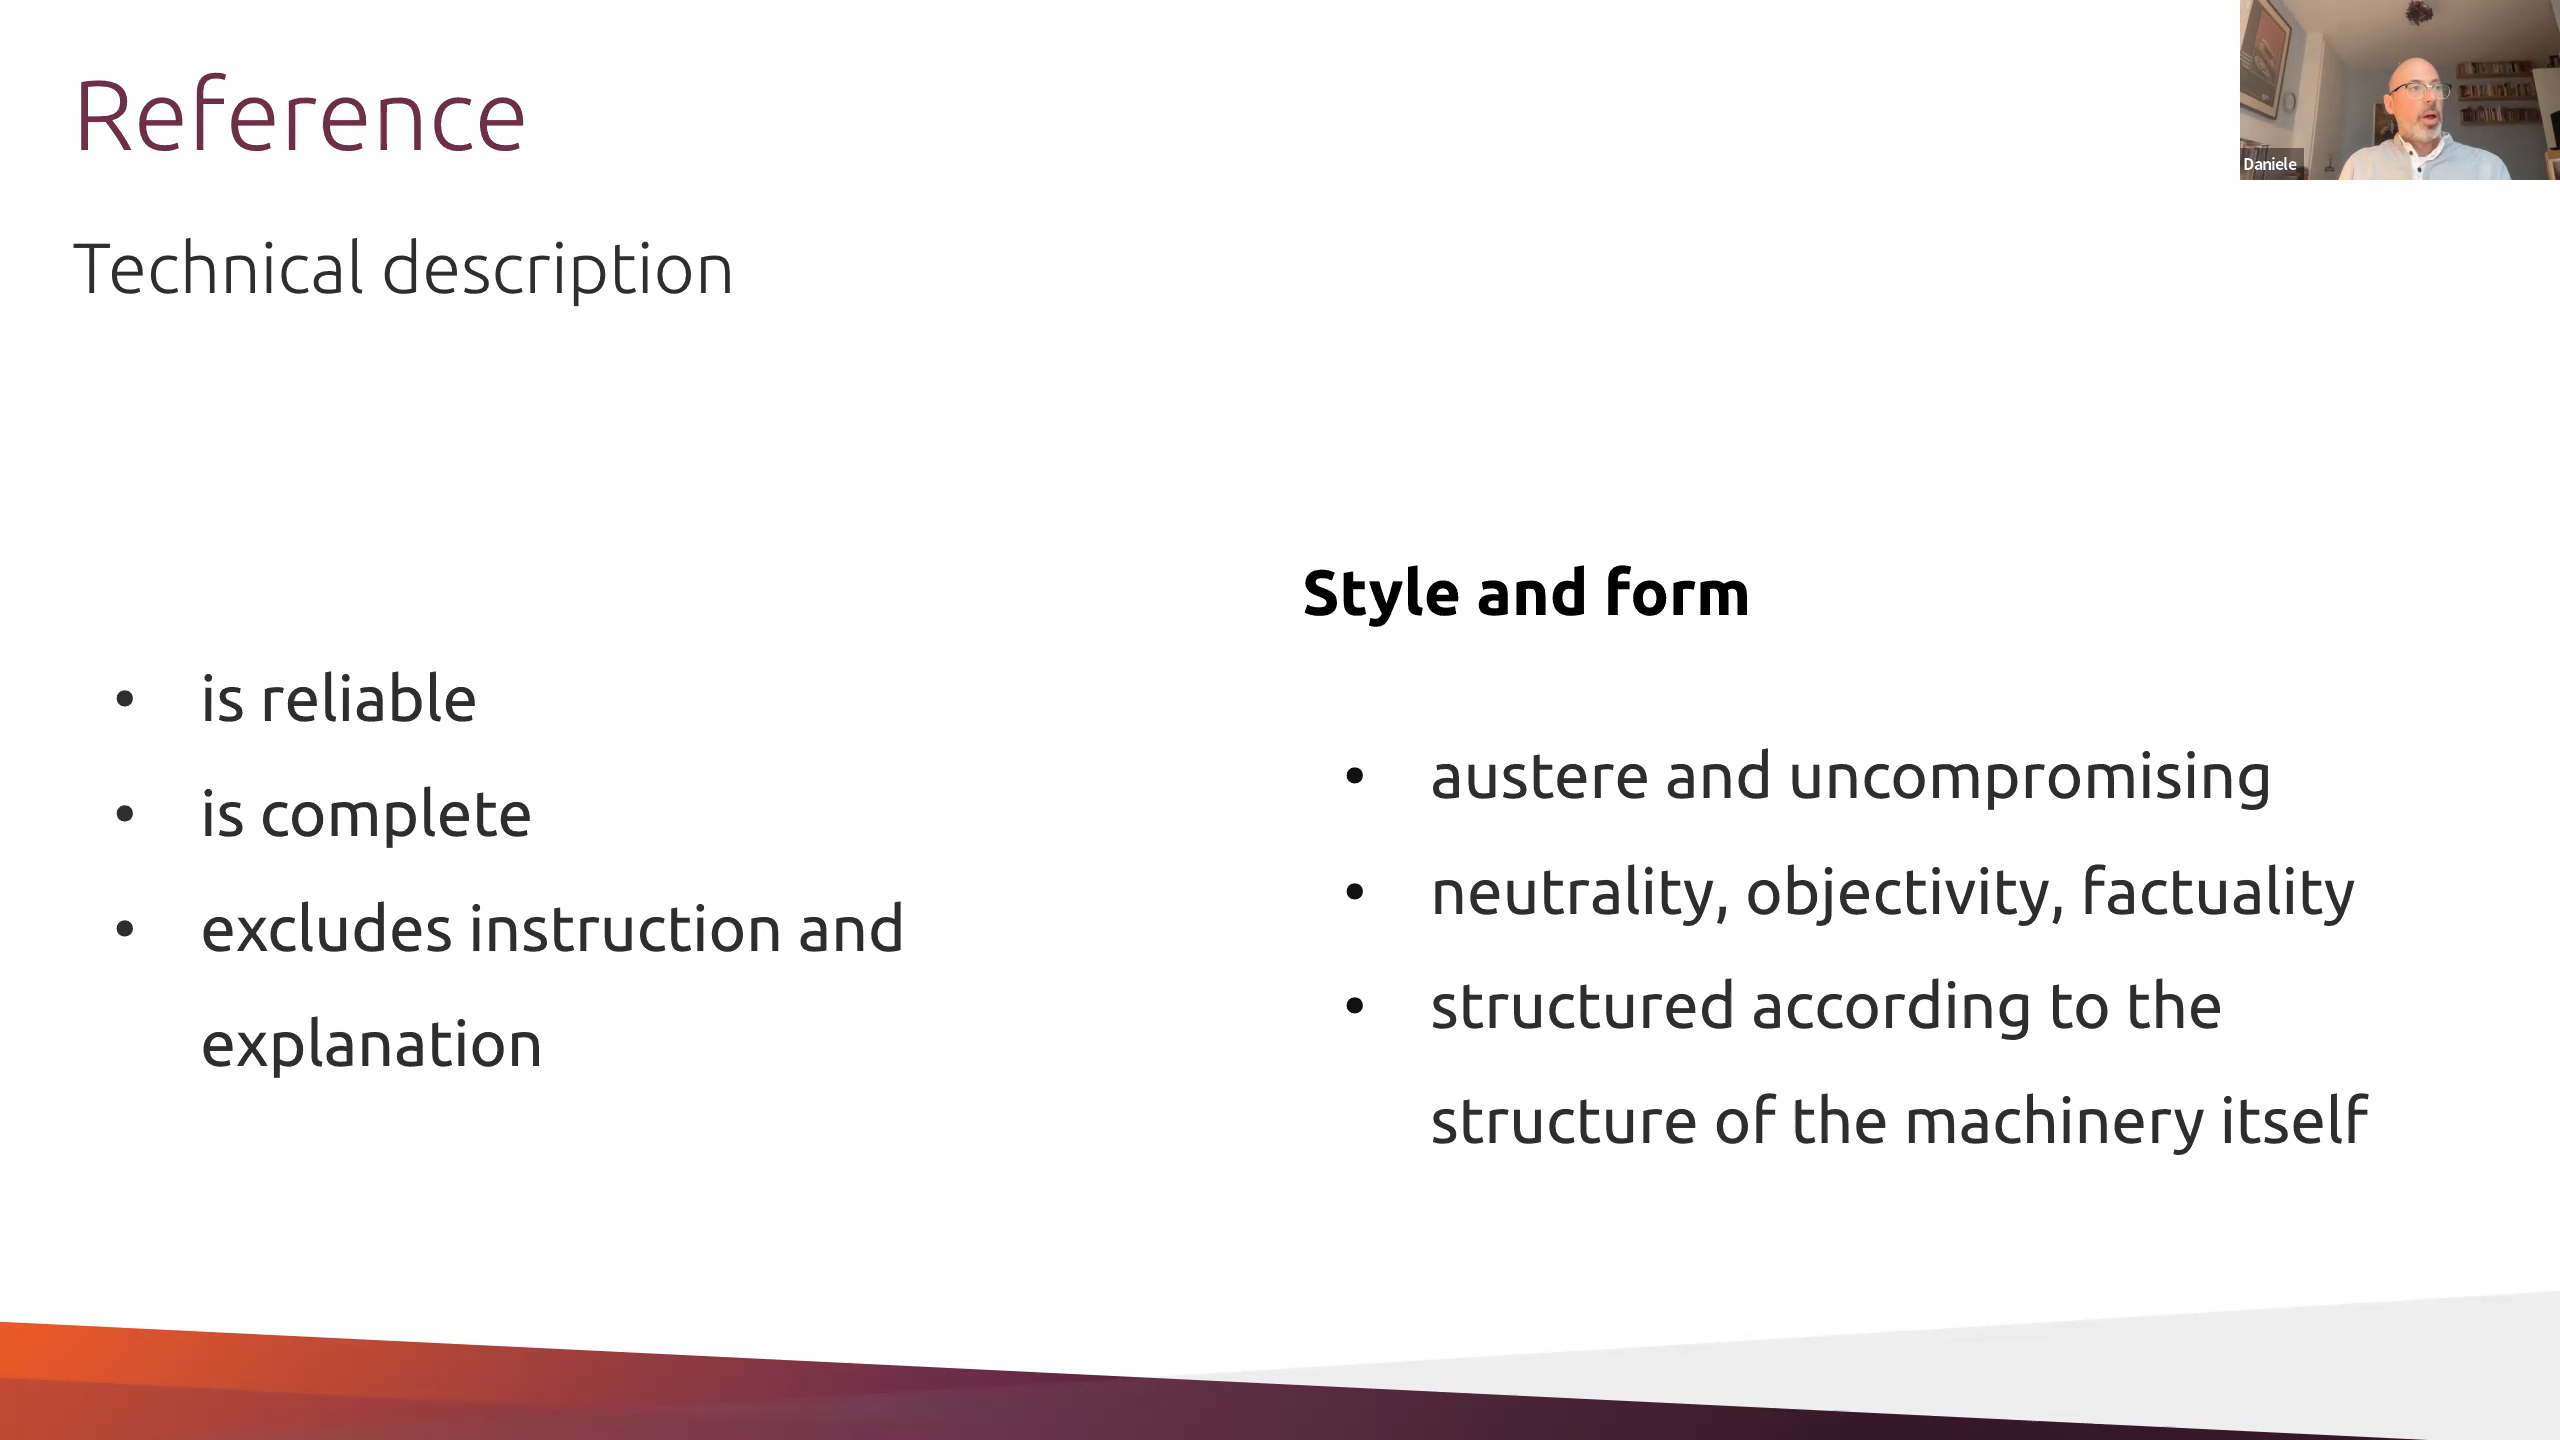 Reference
Technical description
is reliable
is complete
excludes instruction and
explanation
Style and form
austere and uncompromising
neutrality, objectivity, factuality
structured according to the
structure of the machinery itself
Daniele